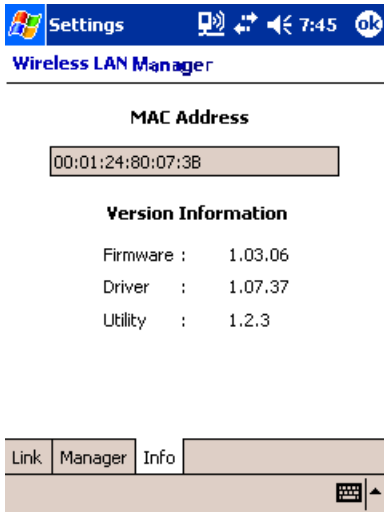 Settings 7:45 ok
Wireless LAN Manager
MAC Address
00:01:24:80:07:3B
Version Information
Firmware : 1.03.06
Driver : 1.07.37
Utility : 1.2.3
Link Manager Info